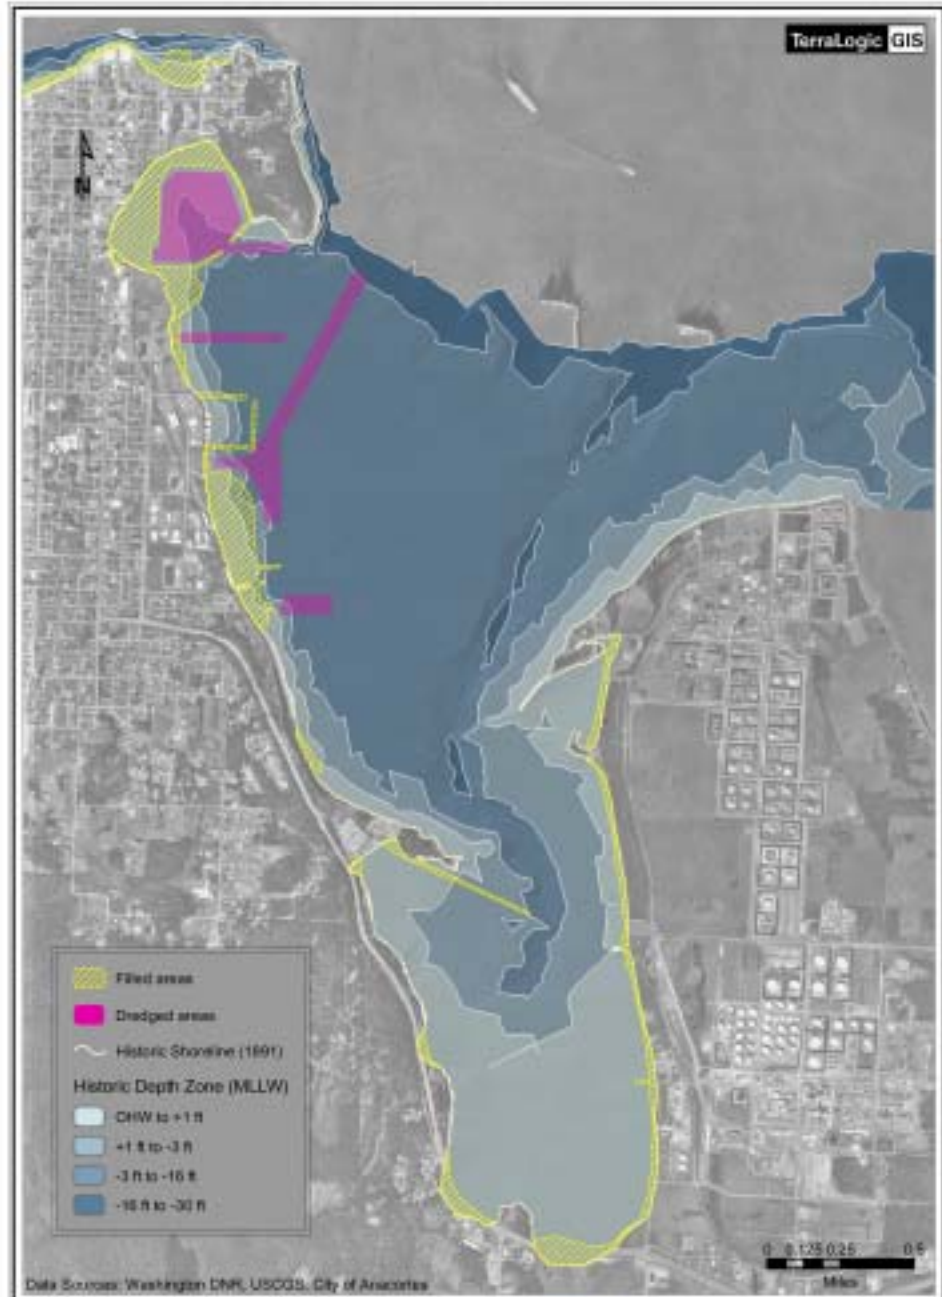 TerraLogic GIS
N
Filled areas
Dredged areas
Historic Shoreline (1891)
Historic Depth Zone (MLLW)
OHW to +1 ft
+1 ft to -3 ft
-3 ft to -16 ft
-16 ft to -30 ft
0 0.125 0.25 0.5
Miles
Data Sources: Washington DNR, USCGS, City of Anacortes